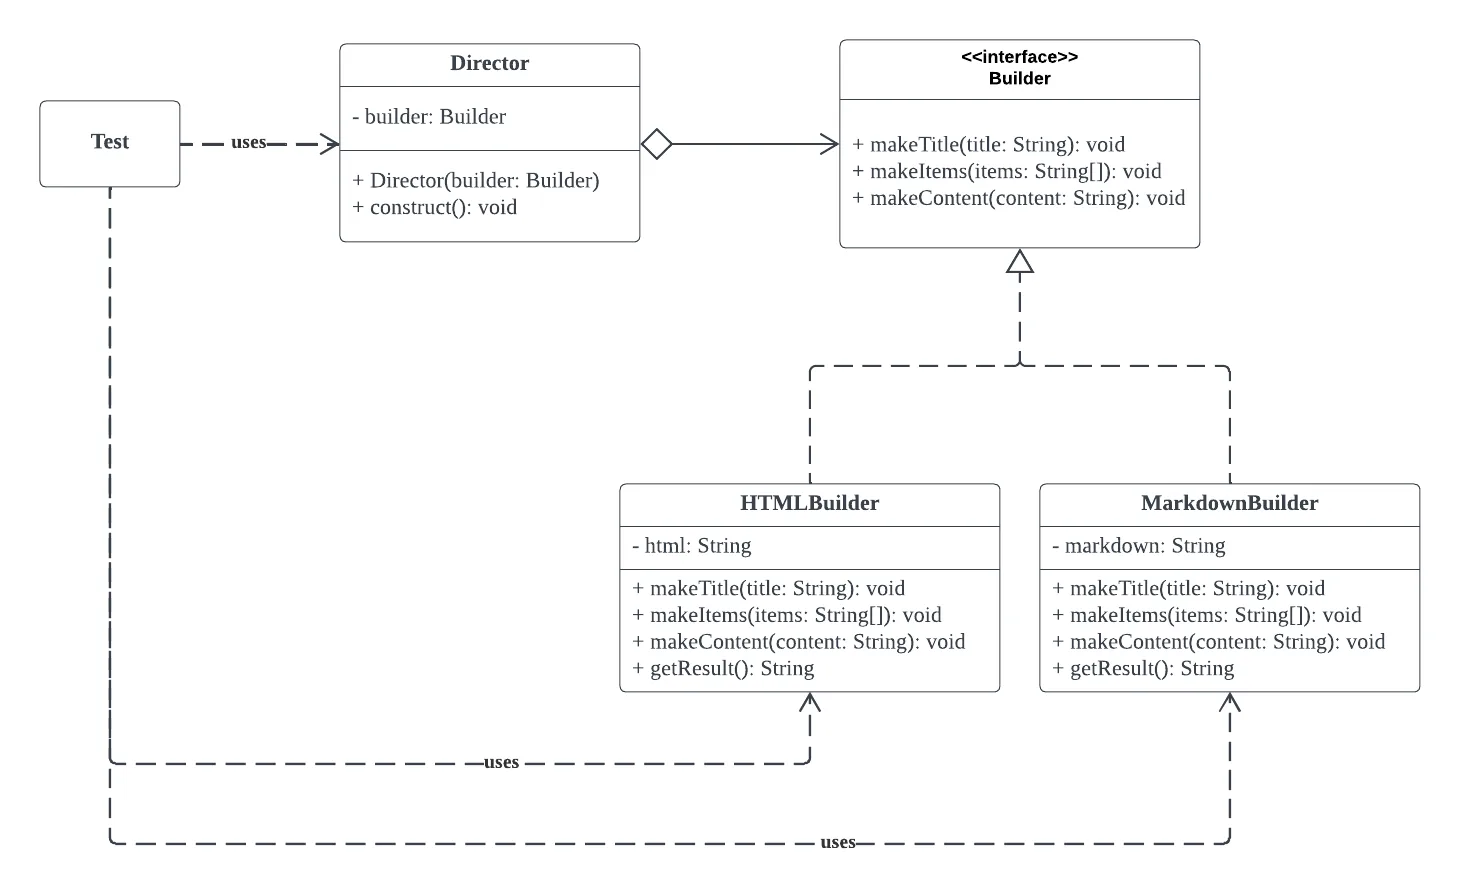 Test
uses
Director
- builder: Builder
+ Director(builder: Builder)
+ construct(): void
<<interface>>
Builder
+ makeTitle(title: String): void
+ makeItems(items: String[]): void
+ makeContent(content: String): void
HTMLBuilder
- html: String
+ makeTitle(title: String): void
+ makeItems(items: String[]): void
+ makeContent(content: String): void
+ getResult(): String
MarkdownBuilder
- markdown: String
+ makeTitle(title: String): void
+ makeItems(items: String[]): void
+ makeContent(content: String): void
+ getResult(): String
uses
uses